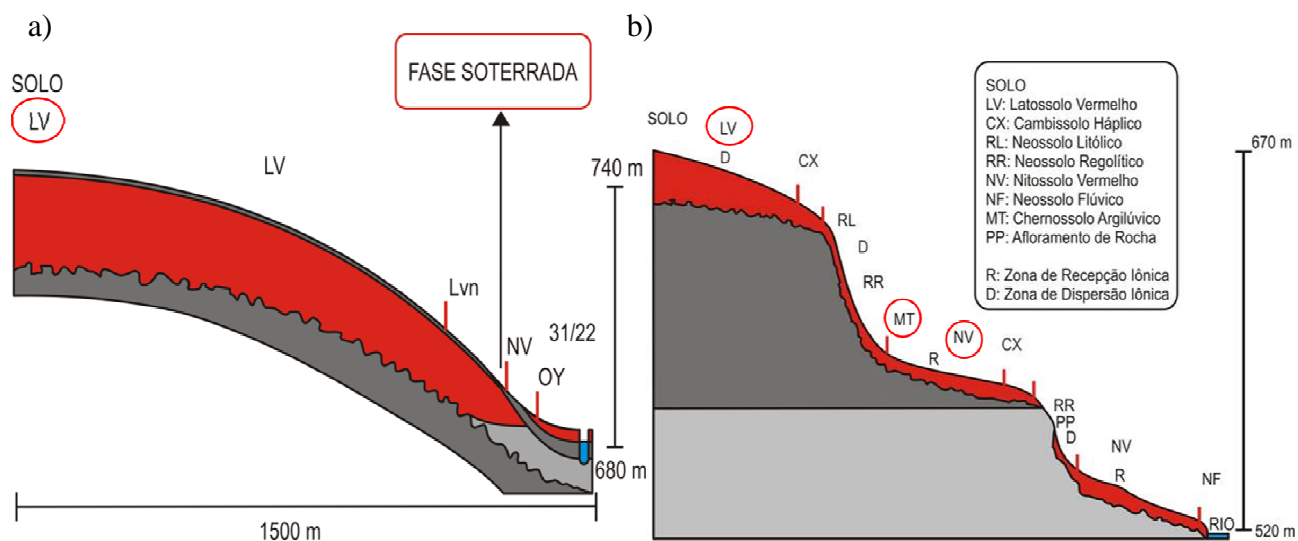 a)
FASE SOTERRADA
SOLO
LV
LV
740 m
Lvn
31/22
NV
OY
680 m
1500 m
b)
SOLO
LV
D
CX
RL
D
RR
MT
NV
R
CX
RR
PP
D
NV
R
NF
RIO
670 m
520 m
SOLO
LV: Latossolo Vermelho
CX: Cambissolo Háplico
RL: Neossolo Litólico
RR: Neossolo Regolítico
NV: Nitossolo Vermelho
NF: Neossolo Flúvico
MT: Chernossolo Argilúvico
PP: Afloramento de Rocha
R: Zona de Recepção Iônica
D: Zona de Dispersão Iônica